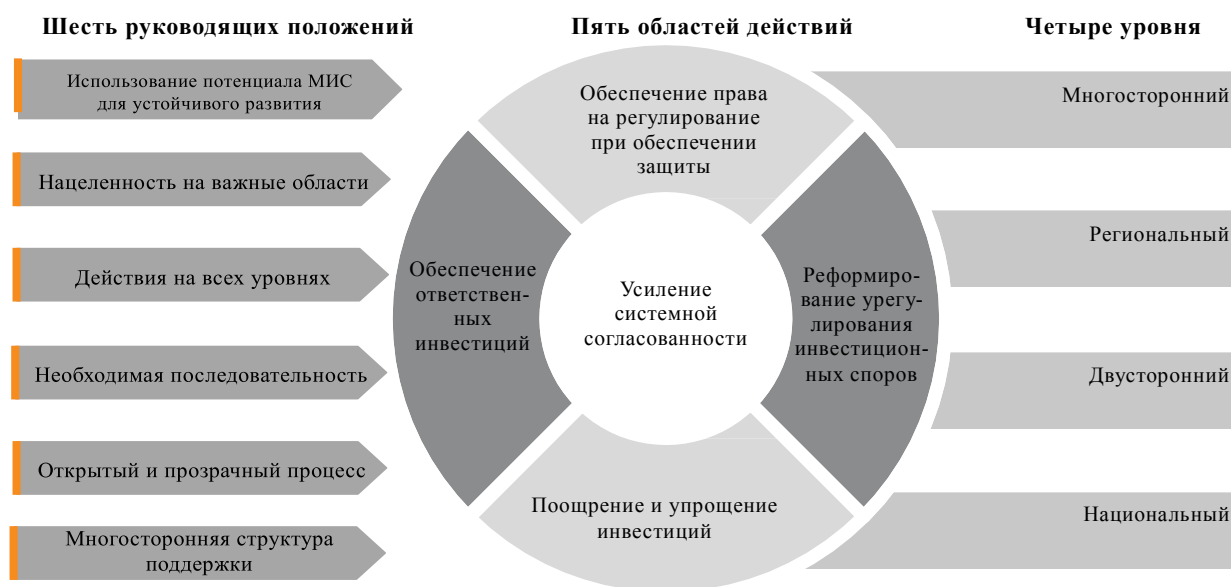 Шесть руководящих положений
Использование потенциала МИС
для устойчивого развития
Нацеленность на важные области
Действия на всех уровнях
Необходимая последовательность
Открытый и прозрачный процесс
Многосторонняя структура
поддержки
Пять областей действий
Обеспечение права
на регулирование
при обеспечении
защиты
Обеспечение
ответствен-
ных
инвестиций
Усиление
системной
согласованности
Реформиро-
вание урегу-
лирования
инвестицион-
ных споров
Поощрение и упрощение
инвестиций
Четыре уровня
Многосторонний
Региональный
Двусторонний
Национальный